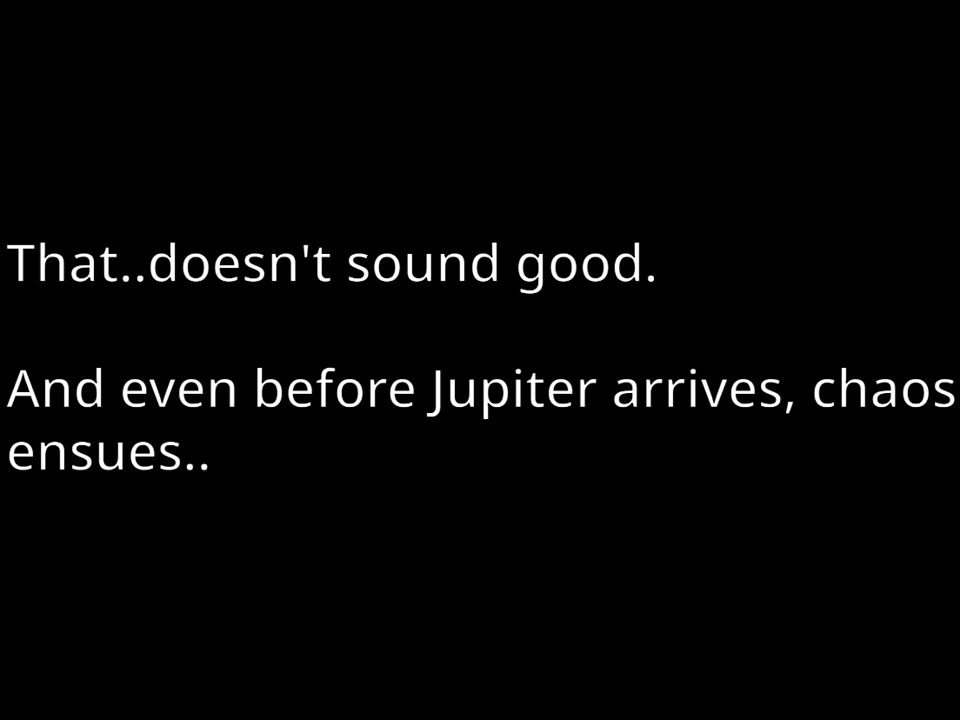 That..doesn't sound good.
And even before Jupiter arrives, chaos
ensues..